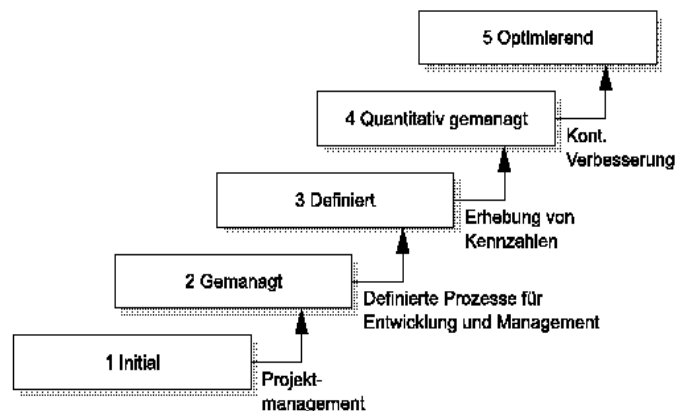 5 Optimierend
4 Quantitativ gemanagt
Kont.
Verbesserung
3 Definiert
Erhebung von
Kennzahlen
2 Gemanagt
Definierte Prozesse für
Entwicklung und Management
1 Initial
Projekt-
management